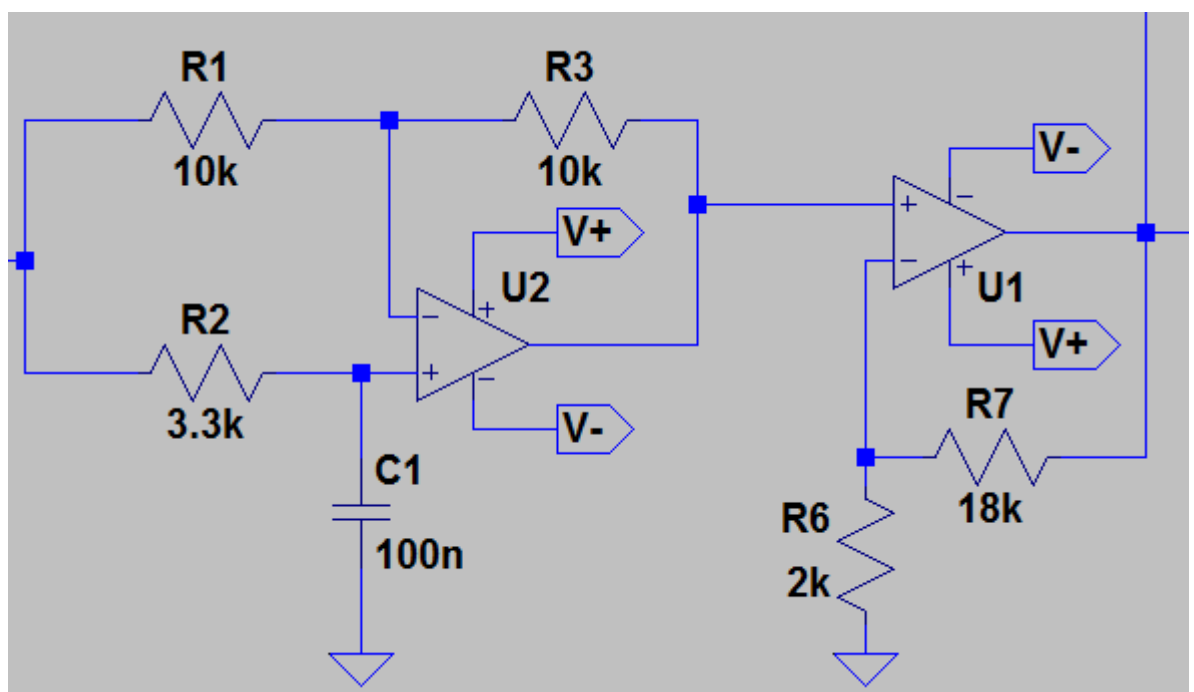 R1
10k
R3
10k
V+
V-
U2
+
-
-
+
R2
3.3k
V-
C1
100n
+
-
-
+
U1
V+
R7
18k
R6
2k